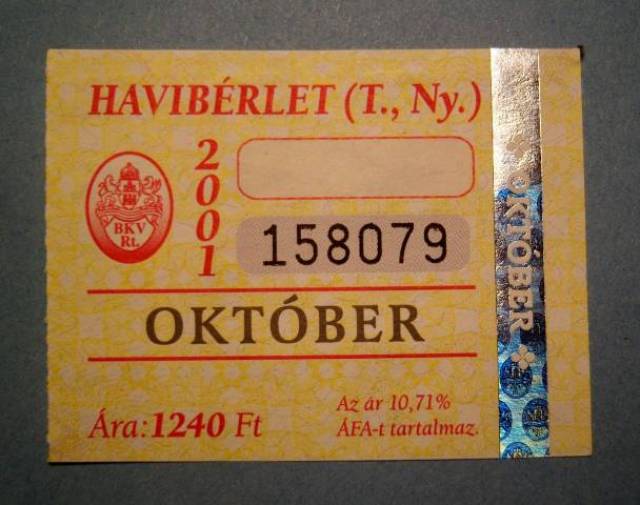 HAVIBÉRLET (T., Ny.)
2001
BKV
Rt.
158079
OKTÓBER
Ára: 1240 Ft
Az ár 10,71%
ÁFA-t tartalmaz.
OKTÓBER